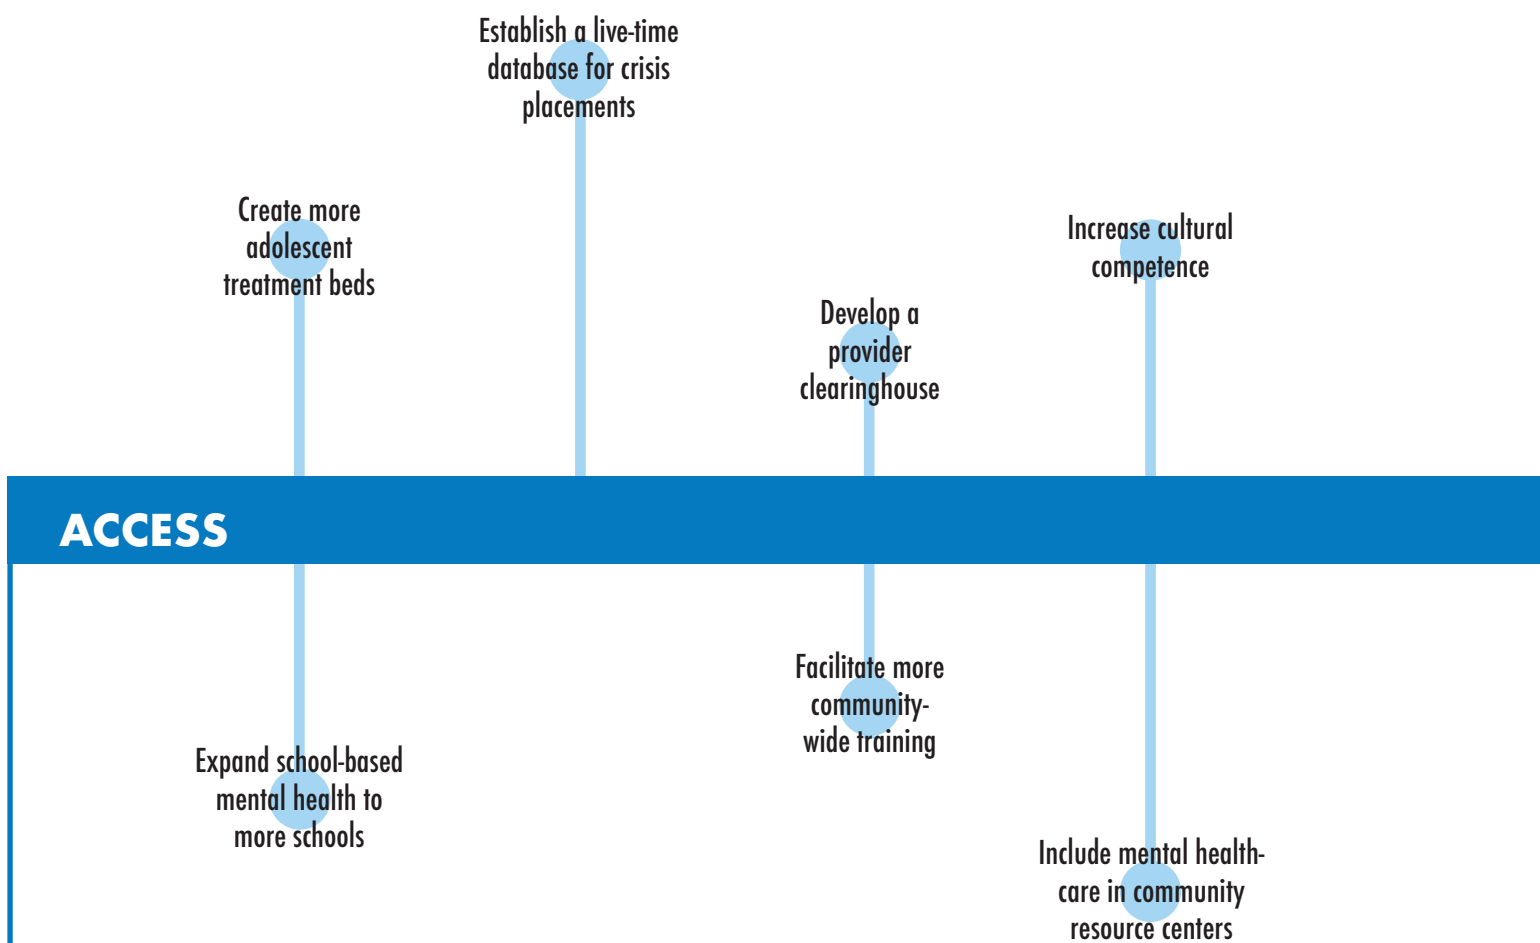 Establish a live-time
database for crisis
placements
Create more
adolescent
treatment beds
Increase cultural
competence
Develop a
provider
clearinghouse
ACCESS
Facilitate more
community-
wide training
Expand school-based
mental health to
more schools
Include mental health-
care in community
resource centers